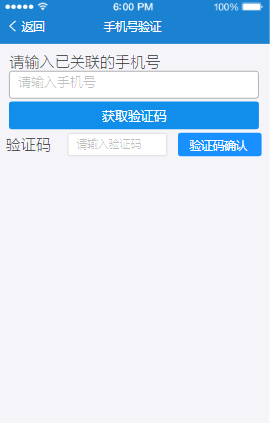 6:00 PM 100%
返回 手机号验证
请输入已关联的手机号
请输入手机号
获取验证码
验证码 请输入验证码 验证码确认